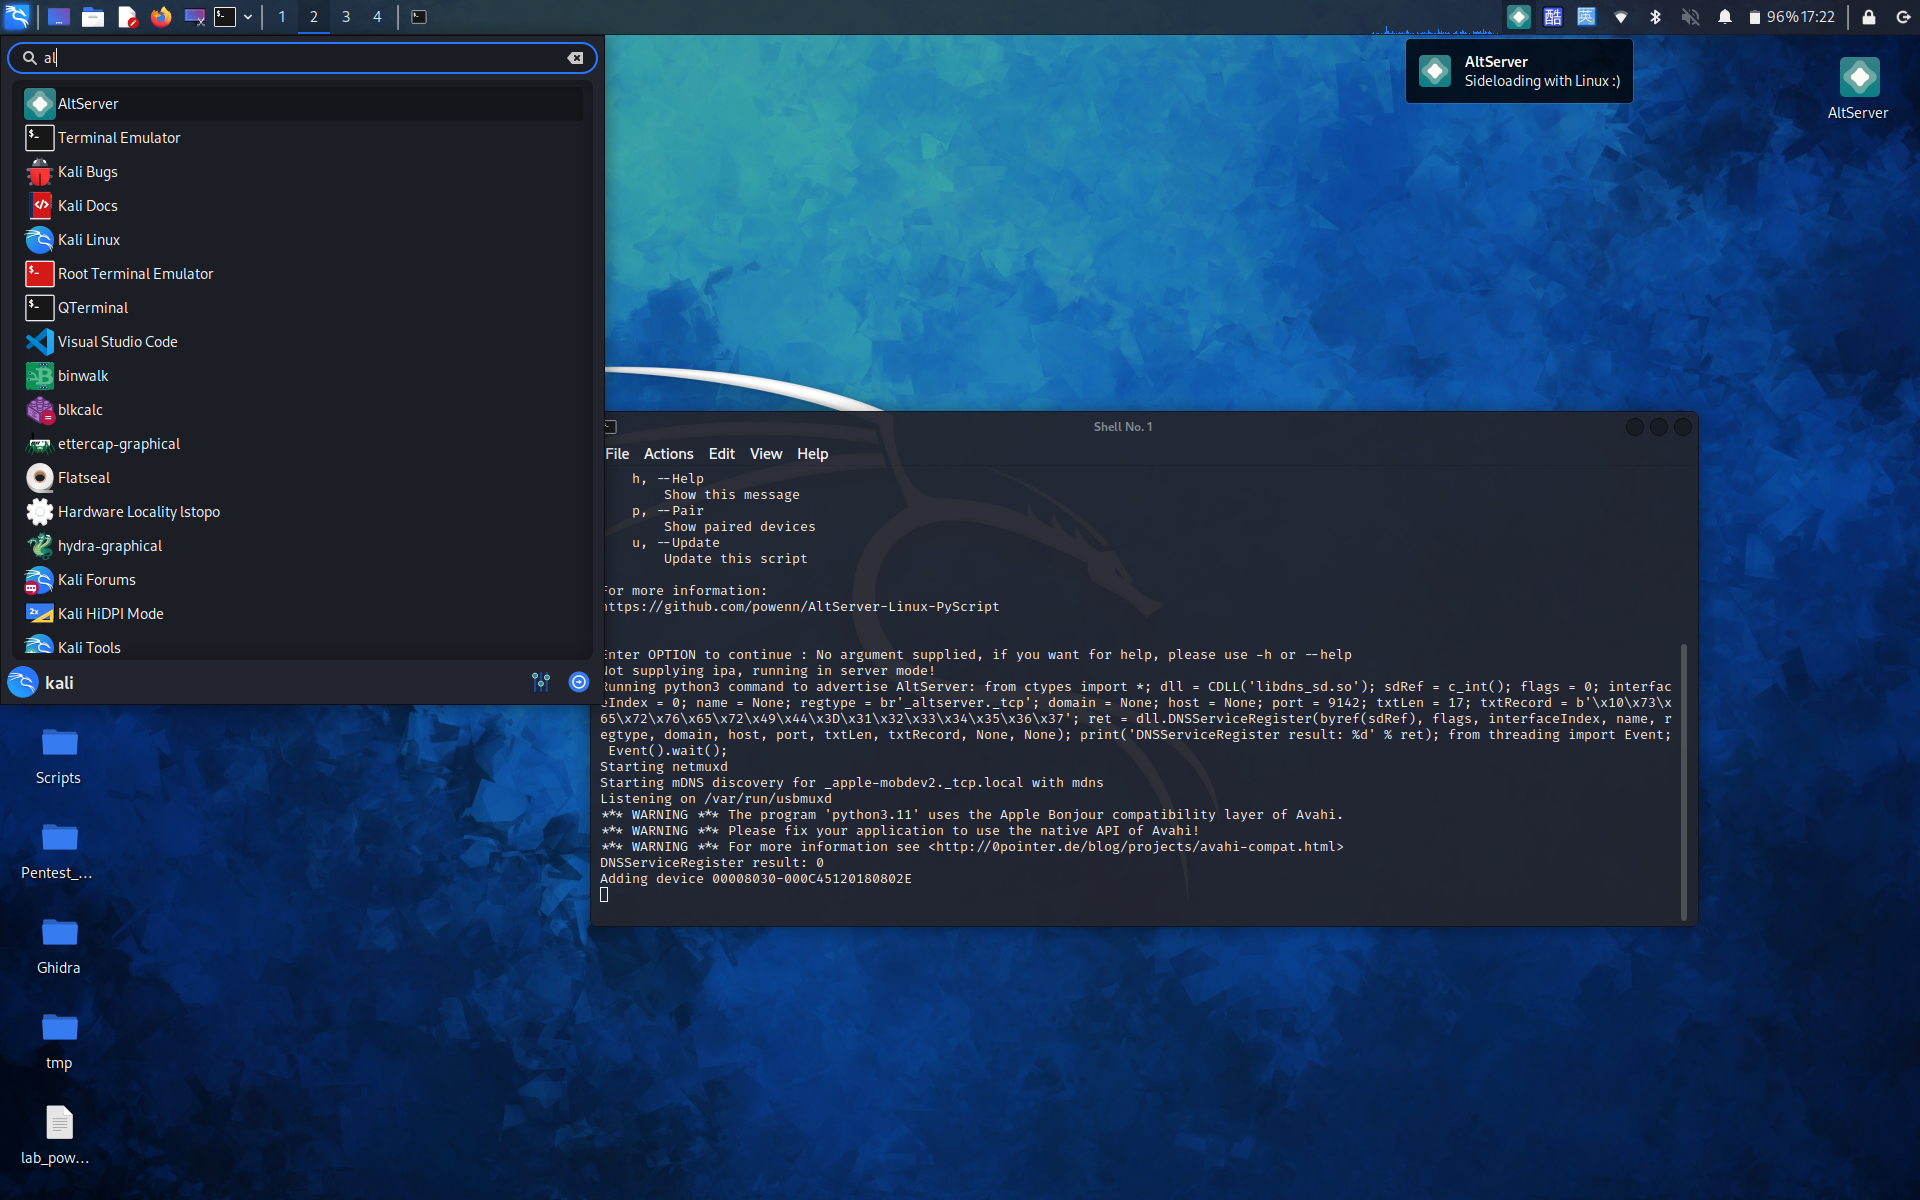 1 2 3 4
酷 英 96% 17:22
al
AltServer
Terminal Emulator
Kali Bugs
Kali Docs
Kali Linux
Root Terminal Emulator
QTerminal
Visual Studio Code
binwalk
blkcalc
ettercap-graphical
Flatseal
Hardware Locality lstopo
hydra-graphical
Kali Forums
Kali HiDPI Mode
Kali Tools
kali
AltServer
Sideloading with Linux :)
AltServer
Shell No. 1
File Actions Edit View Help
h, --Help
Show this message
p, --Pair
Show paired devices
u, --Update
Update this script
For more information:
https://github.com/powenn/AltServer-Linux-PyScript
Enter OPTION to continue : No argument supplied, if you want for help, please use -h or --help
Not supplying ipa, running in server mode!
Running python3 command to advertise AltServer: from ctypes import *; dll = CDLL('libdns_sd.so'); sdRef = c_int(); flags = 0; interfac
eIndex = 0; name = None; regtype = br'_altserver._tcp'; domain = None; host = None; port = 9142; txtLen = 17; txtRecord = b'\x10\x73\x
65\x72\x76\x65\x72\x49\x44\x3D\x31\x32\x33\x34\x35\x36\x37'; ret = dll.DNSServiceRegister(byref(sdRef), flags, interfaceIndex, name, r
egtype, domain, host, port, txtLen, txtRecord, None, None); print('DNSServiceRegister result: %d' % ret); from threading import Event;
Event().wait();
Starting netmuxd
Starting mDNS discovery for _apple-mobdev2._tcp.local with mdns
Listening on /var/run/usbmuxd
*** WARNING *** The program 'python3.11' uses the Apple Bonjour compatibility layer of Avahi.
*** WARNING *** Please fix your application to use the native API of Avahi!
*** WARNING *** For more information see <http://0pointer.de/blog/projects/avahi-compat.html>
DNSServiceRegister result: 0
Adding device 00008030-000C45120180802E
Scripts
Pentest_...
Ghidra
tmp
lab_pow...